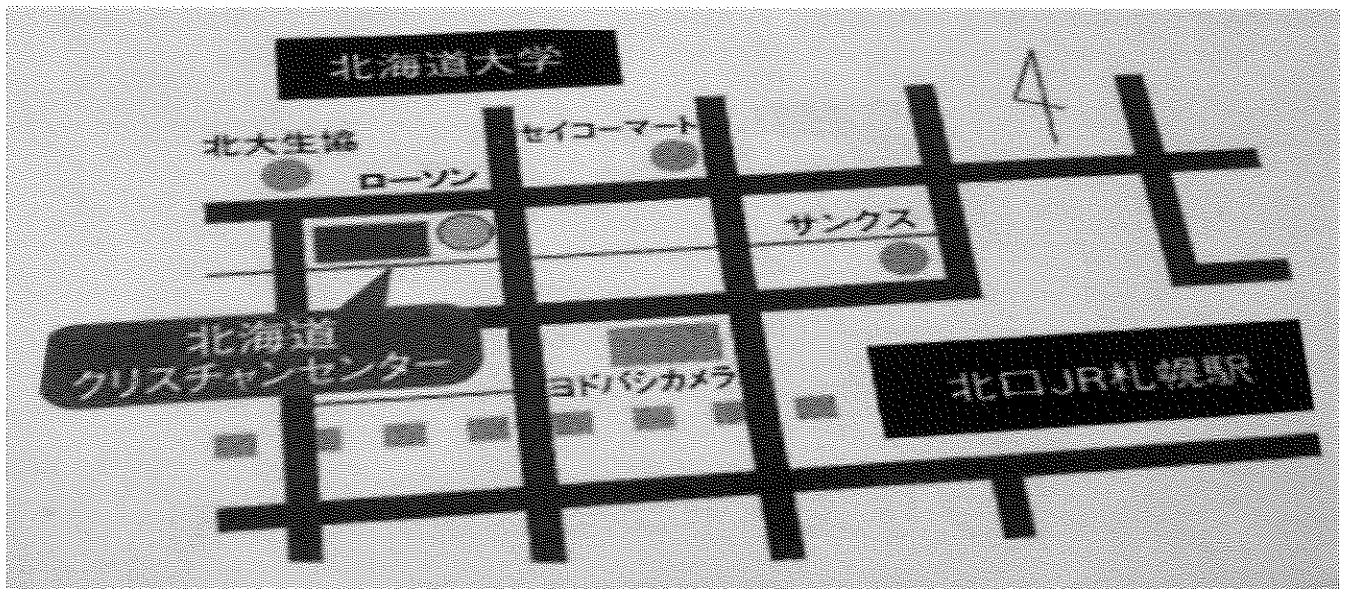 北海道大学
北大生協
セイコーマート
ローソン
サンクス
北海道
クリスチャンセンター
ヨドバシカメラ
北口JR札幌駅